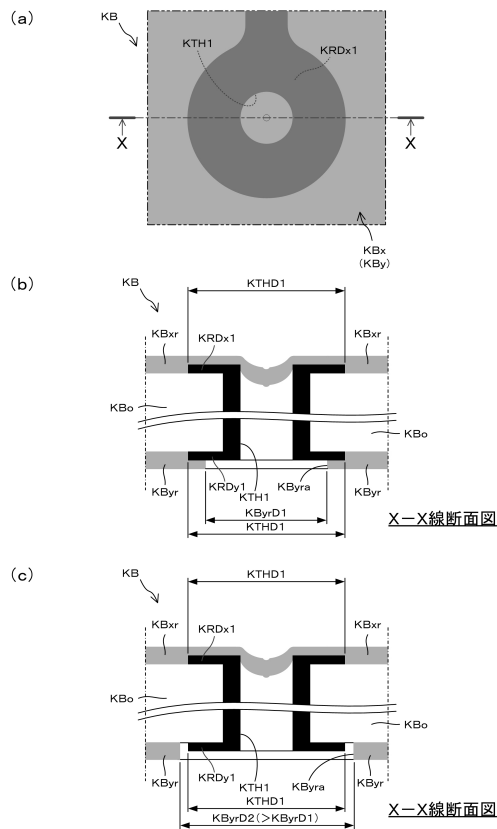 (a)
KB
KTH1
KRDx1
X
X
KBx
(KBy)
(b)
KB
KTHD1
KBxr
KRDx1
KBxr
KBo
KBo
KByr
KRDy1
KTH1
KByra
KByr
KByrD1
KTHD1
X－X線断面図
(c)
KB
KTHD1
KBxr
KRDx1
KBxr
KBo
KBo
KByr
KRDy1
KTH1
KByra
KByr
KTHD1
KByrD2(>KByrD1)
X－X線断面図